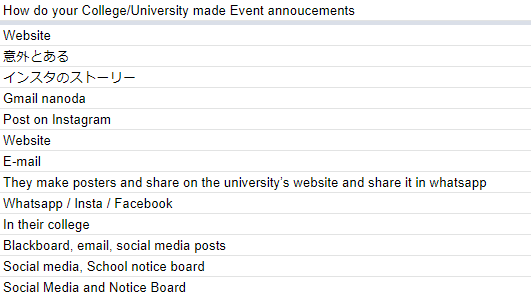 How do your College/University made Event annoucements
Website
意外とある
インスタのストーリー
Gmail nanoda
Post on Instagram
Website
E-mail
They make posters and share on the university's website and share it in whatsapp
Whatsapp / Insta / Facebook
In their college
Blackboard, email, social media posts
Social media, School notice board
Social Media and Notice Board